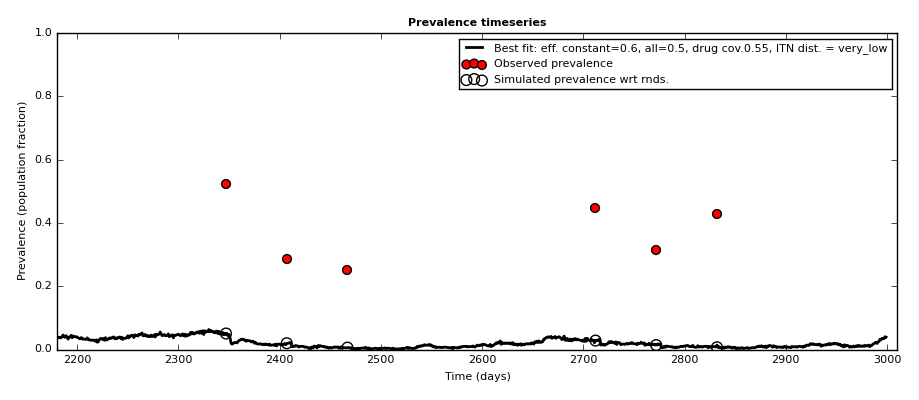 Prevalence timeseries
1.0
0.8
0.6
0.4
0.2
0.0
Prevalence (population fraction)
Best fit: eff. constant=0.6, all=0.5, drug cov.0.55, ITN dist. = very_low
Observed prevalence
Simulated prevalence wrt rnds.
2200 2300 2400 2500 2600 2700 2800 2900 3000
Time (days)